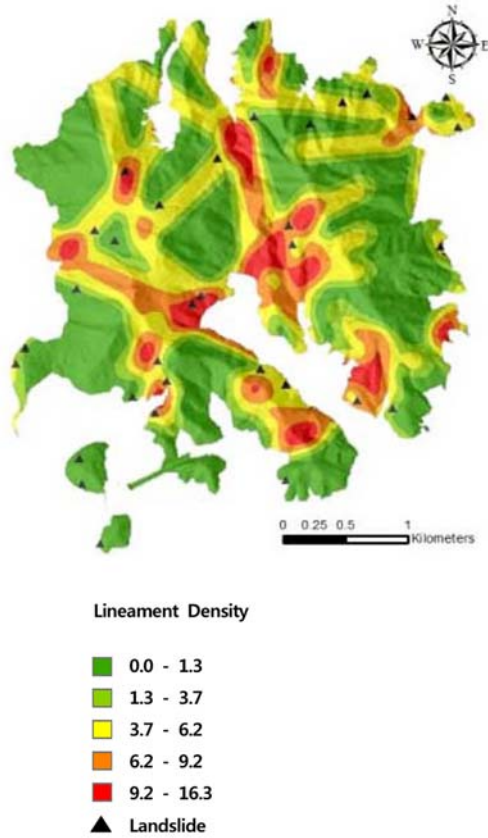 N
W E
S
0 0.25 0.5 1
Kilometers
Lineament Density
0.0 - 1.3
1.3 - 3.7
3.7 - 6.2
6.2 - 9.2
9.2 - 16.3
Landslide